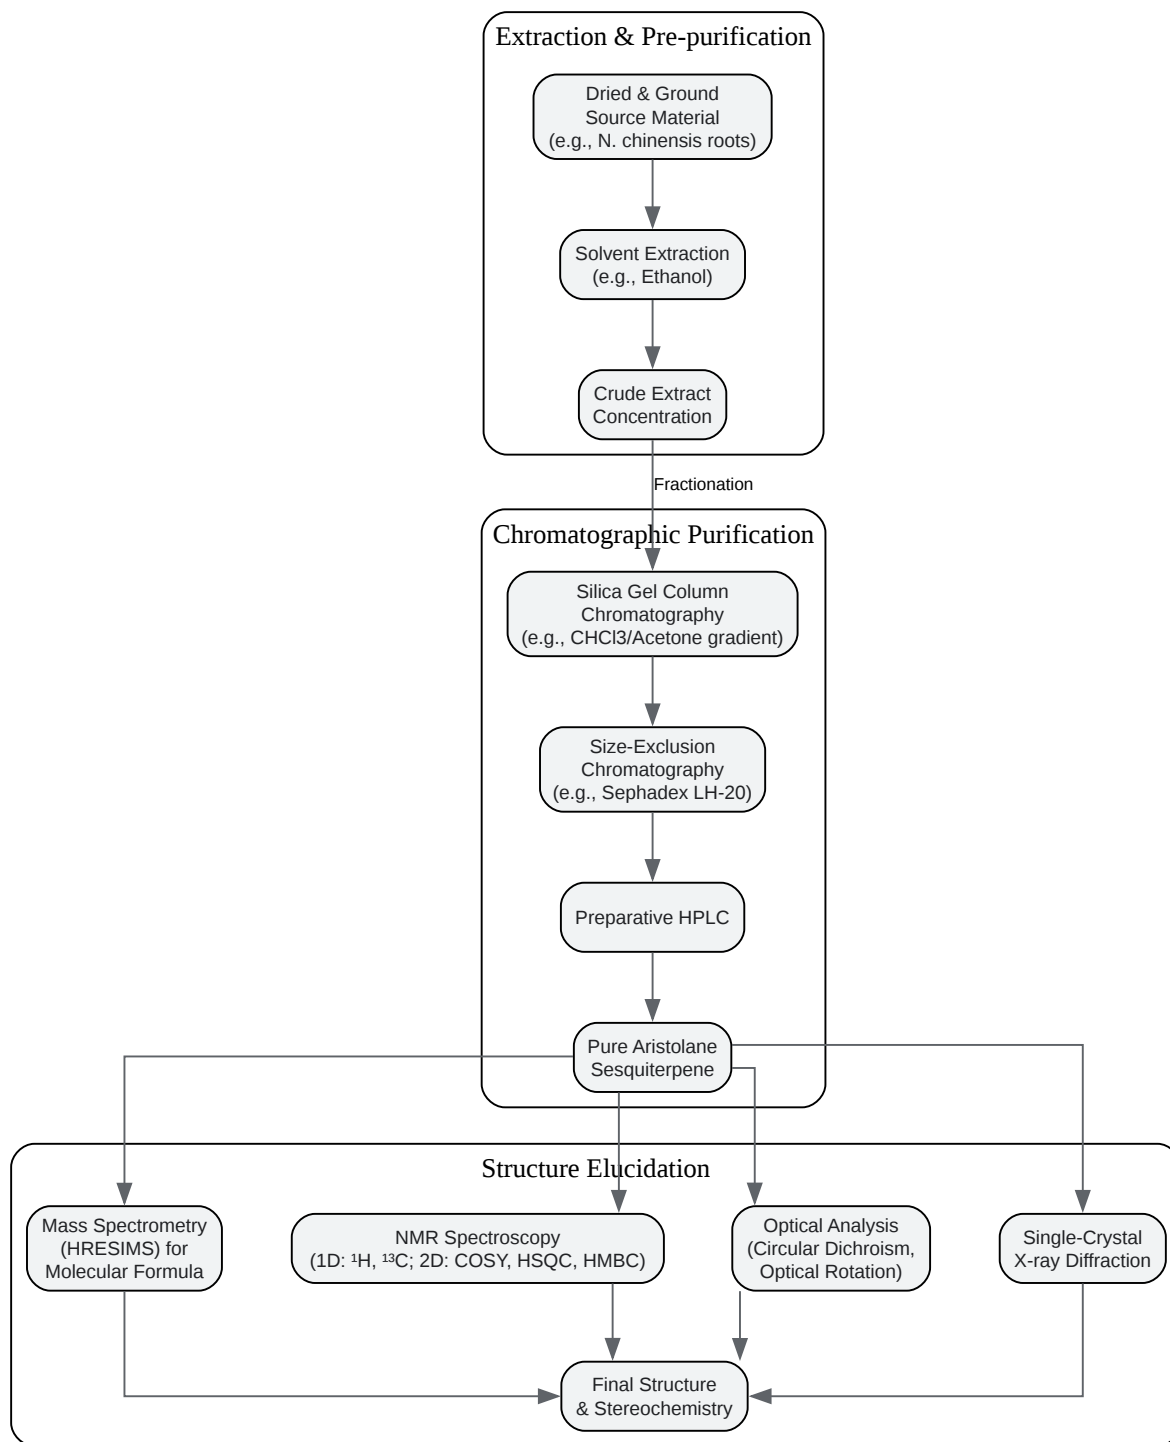 Extraction & Pre-purification
Dried & Ground
Source Material
(e.g., N. chinensis roots)
Solvent Extraction
(e.g., Ethanol)
Crude Extract
Concentration
Fractionation
Chromatographic Purification
Silica Gel Column
Chromatography
(e.g., CHCl3/Acetone gradient)
Size-Exclusion
Chromatography
(e.g., Sephadex LH-20)
Preparative HPLC
Pure Aristolane
Sesquiterpene
Structure Elucidation
Mass Spectrometry
(HRESIMS) for
Molecular Formula
NMR Spectroscopy
(1D: ¹H, ¹³C; 2D: COSY, HSQC, HMBC)
Optical Analysis
(Circular Dichroism,
Optical Rotation)
Single-Crystal
X-ray Diffraction
Final Structure
& Stereochemistry